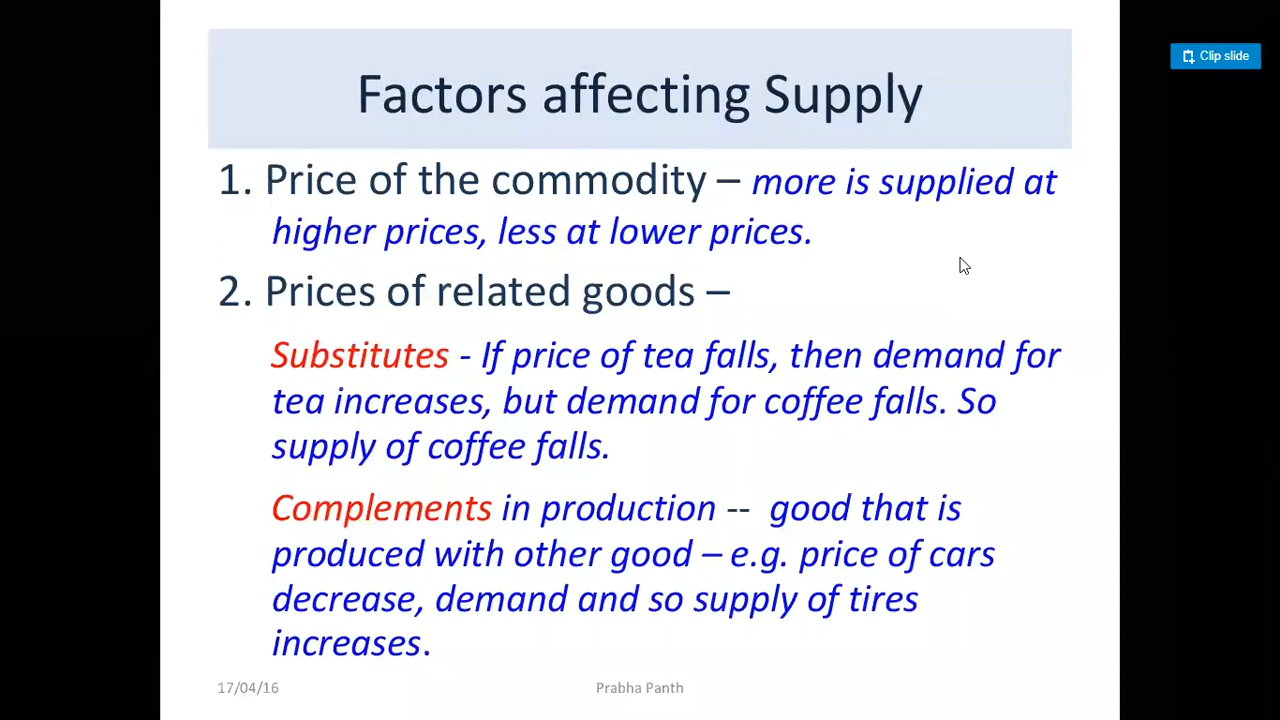 Clip slide
Factors affecting Supply
1. Price of the commodity – more is supplied at
higher prices, less at lower prices.
2. Prices of related goods –
Substitutes - If price of tea falls, then demand for
tea increases, but demand for coffee falls. So
supply of coffee falls.
Complements in production -- good that is
produced with other good – e.g. price of cars
decrease, demand and so supply of tires
increases.
17/04/16
Prabha Panth